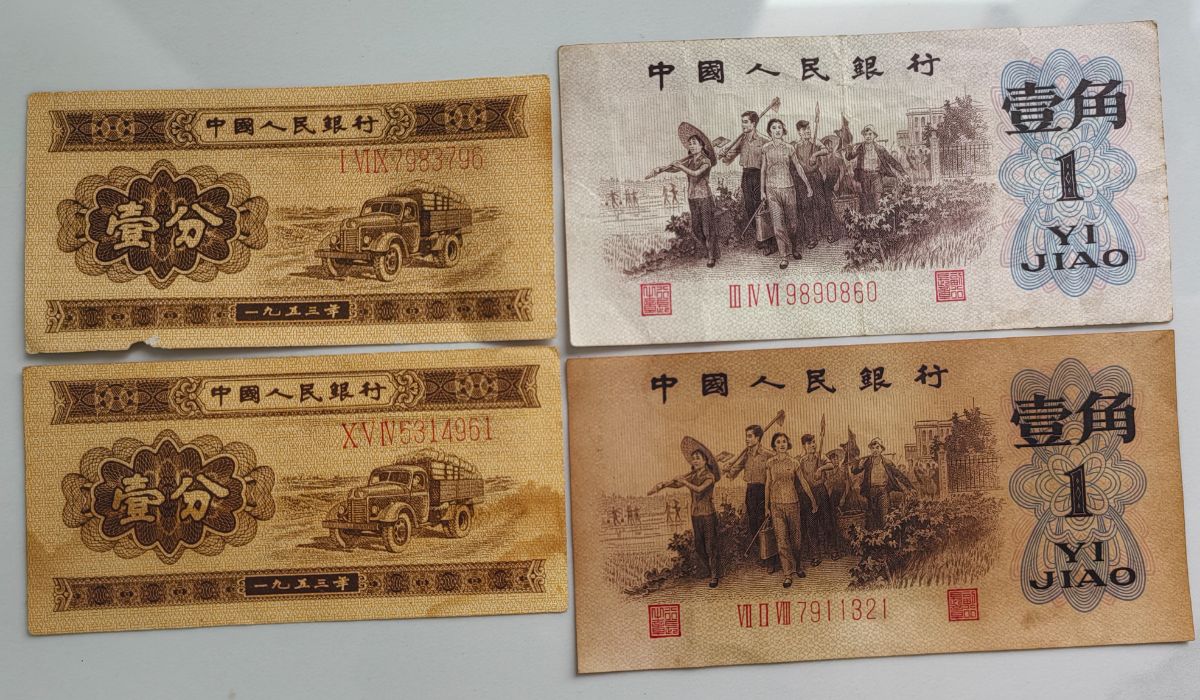 中國人民銀行
I VI IX 7983796
壹分
一九五三年
中國人民銀行
X V IV 5314961
壹分
一九五三年
中國人民銀行
壹角
1
YI
JIAO
III IV VI 9890860
中國人民銀行
壹角
1
YI
JIAO
VII II VIII 7911321